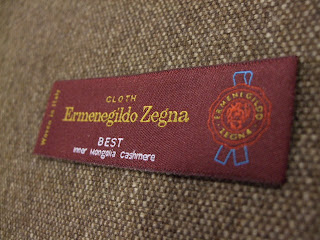 Made in Italy
CLOTH
Ermenegildo Zegna
BEST
Inner Mongolia Cashmere
ERMENEGILDO
ZEGNA